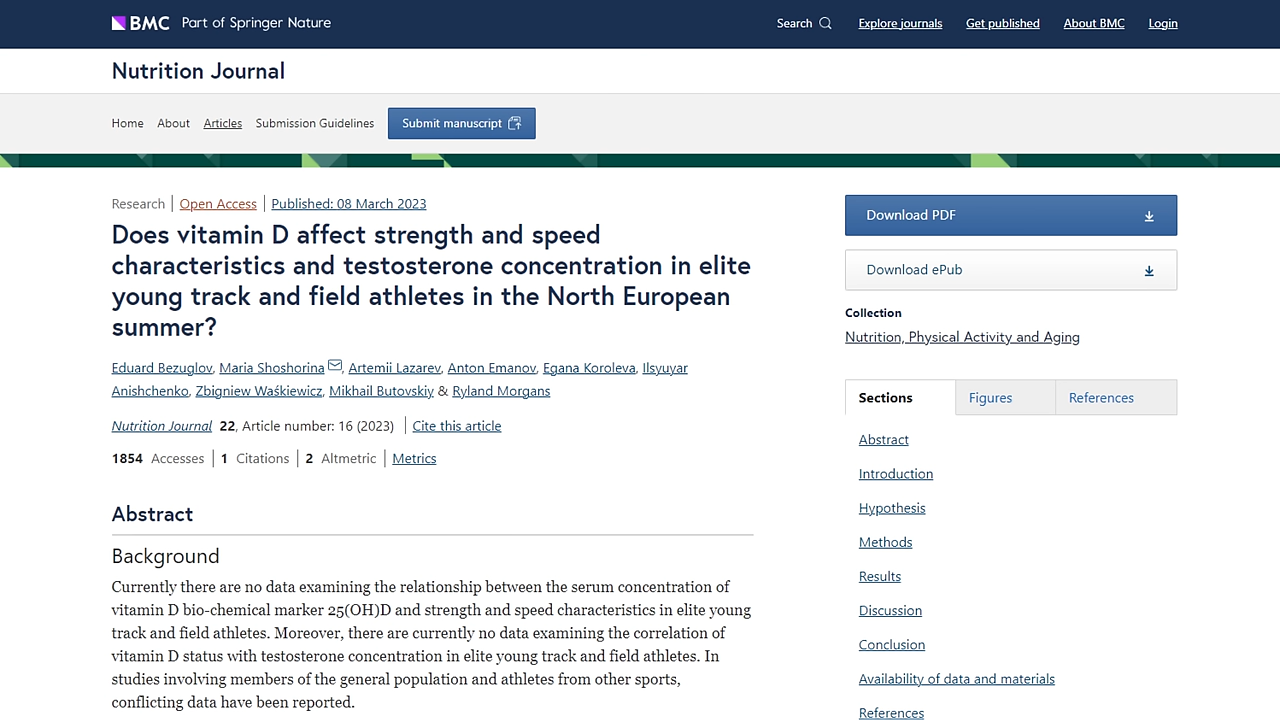 BMC Part of Springer Nature
Search Explore journals Get published About BMC Login
Nutrition Journal
Home About Articles Submission Guidelines Submit manuscript
Research | Open Access | Published: 08 March 2023
Does vitamin D affect strength and speed
characteristics and testosterone concentration in elite
young track and field athletes in the North European
summer?
Eduard Bezuglov, Maria Shoshorina, Artemii Lazarev, Anton Emanov, Egana Koroleva, Ilsyuyar
Anishchenko, Zbigniew Waśkiewicz, Mikhail Butovskiy & Ryland Morgans
Nutrition Journal 22, Article number: 16 (2023) | Cite this article
1854 Accesses | 1 Citations | 2 Altmetric | Metrics
Abstract
Background
Currently there are no data examining the relationship between the serum concentration of
vitamin D bio-chemical marker 25(OH)D and strength and speed characteristics in elite young
track and field athletes. Moreover, there are currently no data examining the correlation of
vitamin D status with testosterone concentration in elite young track and field athletes. In
studies involving members of the general population and athletes from other sports,
conflicting data have been reported.
Download PDF
Download ePub
Collection
Nutrition, Physical Activity and Aging
Sections Figures References
Abstract
Introduction
Hypothesis
Methods
Results
Discussion
Conclusion
Availability of data and materials
References